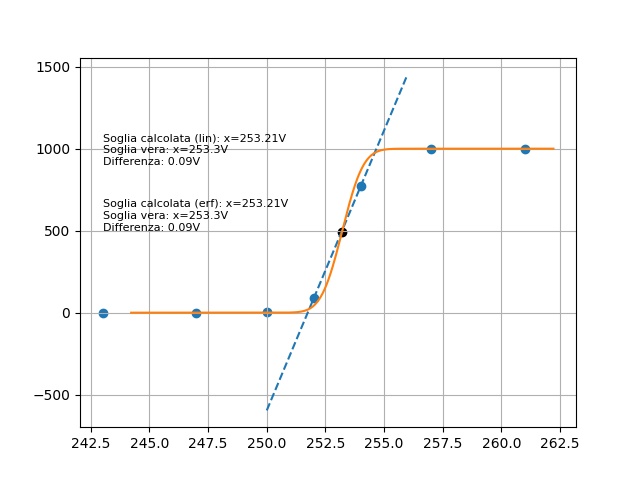 1500
1000
500
0
−500
Soglia calcolata (lin): x=253.21V
Soglia vera: x=253.3V
Differenza: 0.09V
Soglia calcolata (erf): x=253.21V
Soglia vera: x=253.3V
Differenza: 0.09V
242.5 245.0 247.5 250.0 252.5 255.0 257.5 260.0 262.5